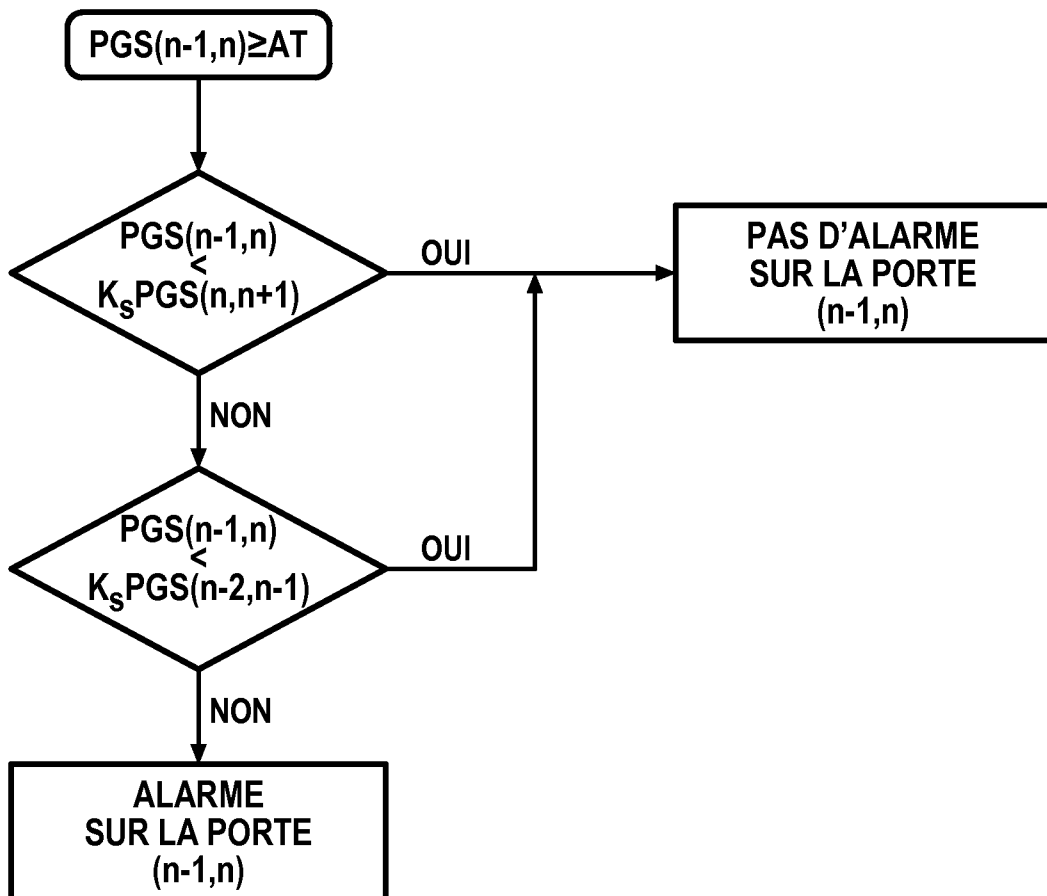 PGS(n-1,n)≥AT
PGS(n-1,n)
<
KsPGS(n,n+1)
OUI
PAS D'ALARME
SUR LA PORTE
(n-1,n)
NON
PGS(n-1,n)
<
KsPGS(n-2,n-1)
OUI
NON
ALARME
SUR LA PORTE
(n-1,n)